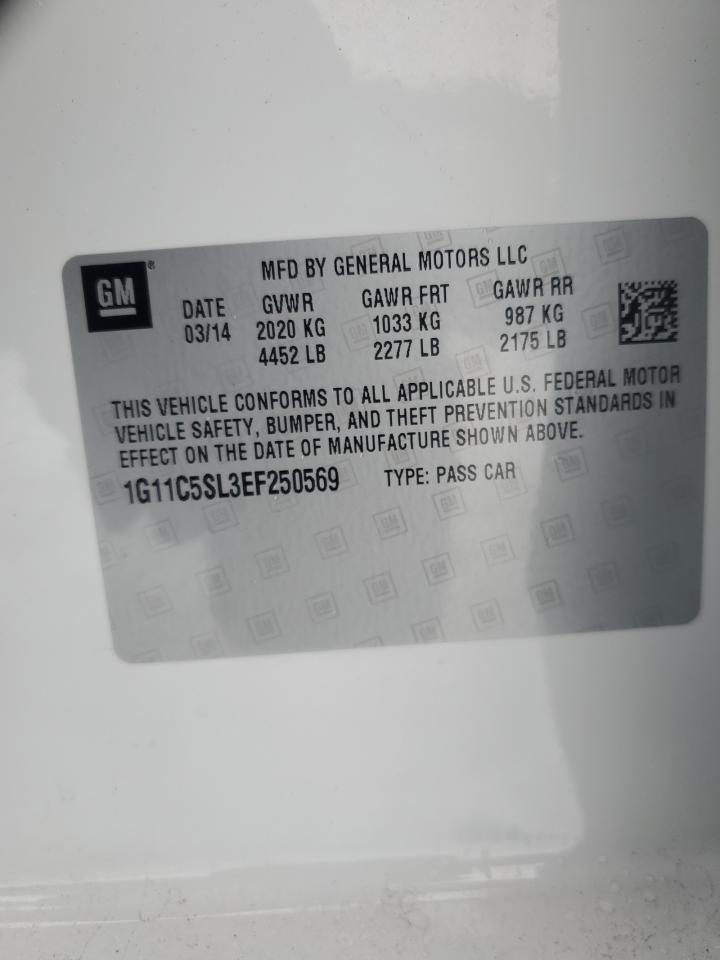 GM®
MFD BY GENERAL MOTORS LLC
DATE GVWR GAWR FRT GAWR RR
03/14 2020 KG 1033 KG 987 KG
4452 LB 2277 LB 2175 LB
THIS VEHICLE CONFORMS TO ALL APPLICABLE U.S. FEDERAL MOTOR
VEHICLE SAFETY, BUMPER, AND THEFT PREVENTION STANDARDS IN
EFFECT ON THE DATE OF MANUFACTURE SHOWN ABOVE.
1G11C5SL3EF250569 TYPE: PASS CAR